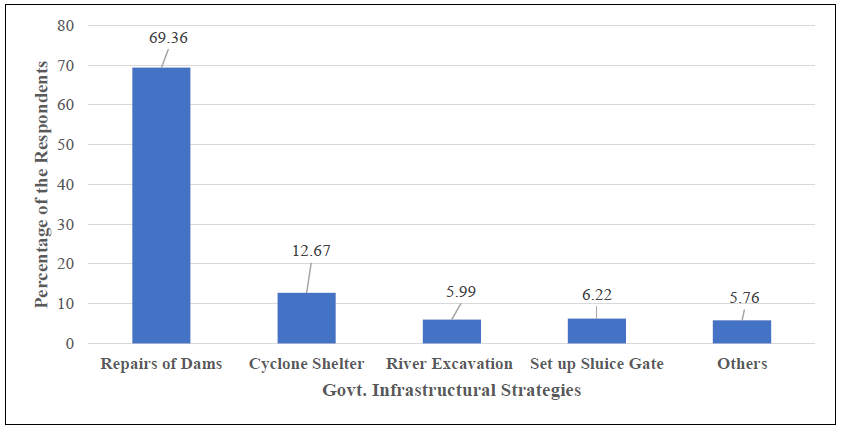 Percentage of the Respondents
80
70
60
50
40
30
20
10
0
69.36
12.67
5.99
6.22
5.76
Repairs of Dams
Cyclone Shelter
River Excavation
Set up Sluice Gate
Others
Govt. Infrastructural Strategies